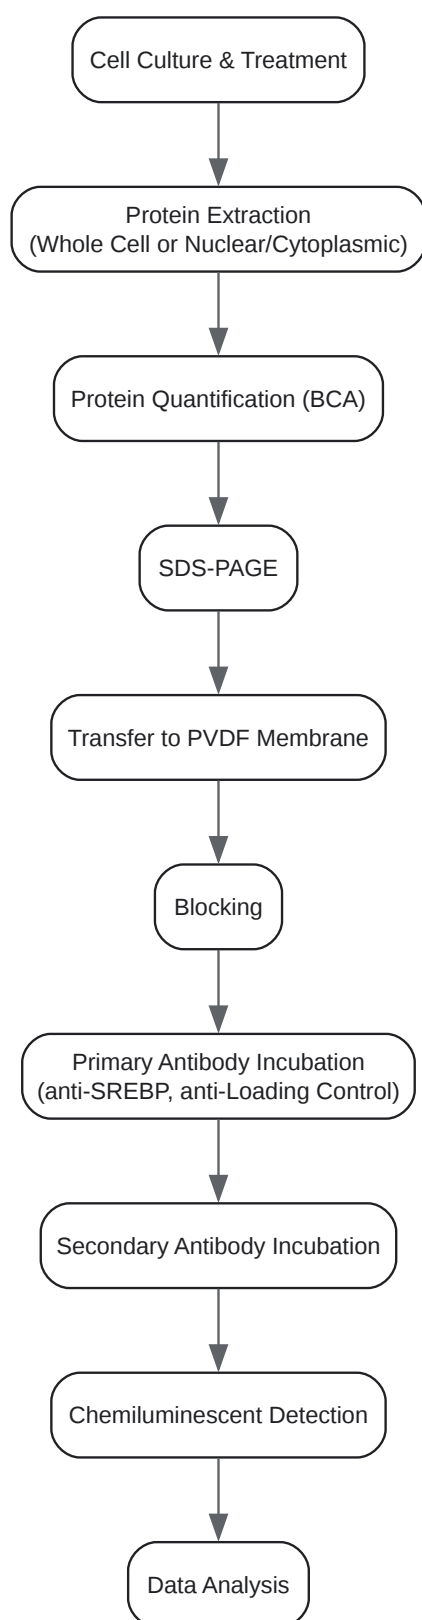 Cell Culture & Treatment
Protein Extraction
(Whole Cell or Nuclear/Cytoplasmic)
Protein Quantification (BCA)
SDS-PAGE
Transfer to PVDF Membrane
Blocking
Primary Antibody Incubation
(anti-SREBP, anti-Loading Control)
Secondary Antibody Incubation
Chemiluminescent Detection
Data Analysis